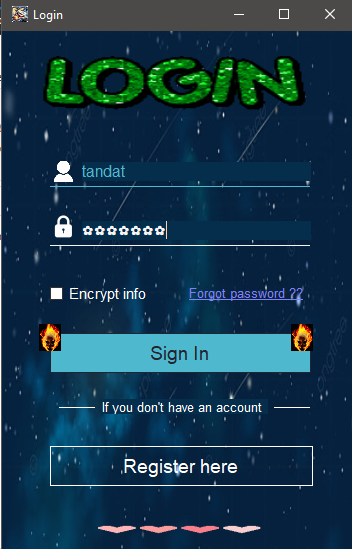 Login
LOGIN
tandat
✿✿✿✿✿✿✿
Encrypt info
Forgot password ??
Sign In
If you don't have an account
Register here